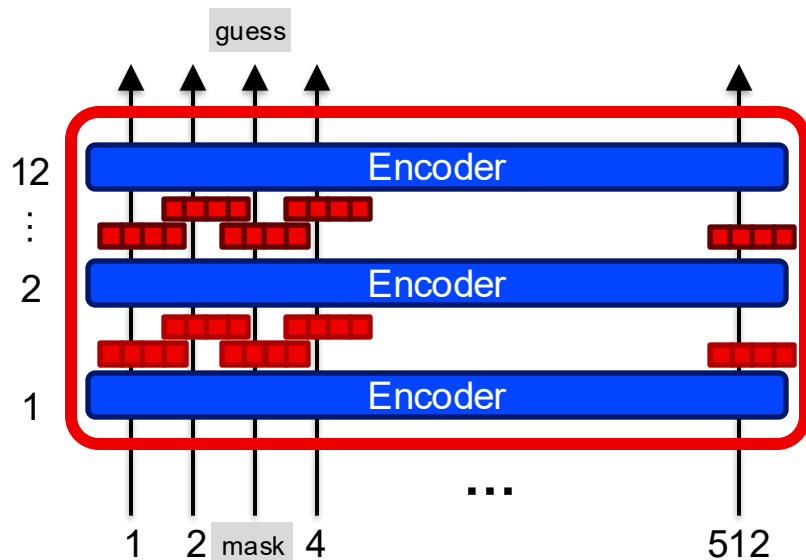 guess
12 Encoder
⋮
2 Encoder
1 Encoder
...
1 2 mask 4 512